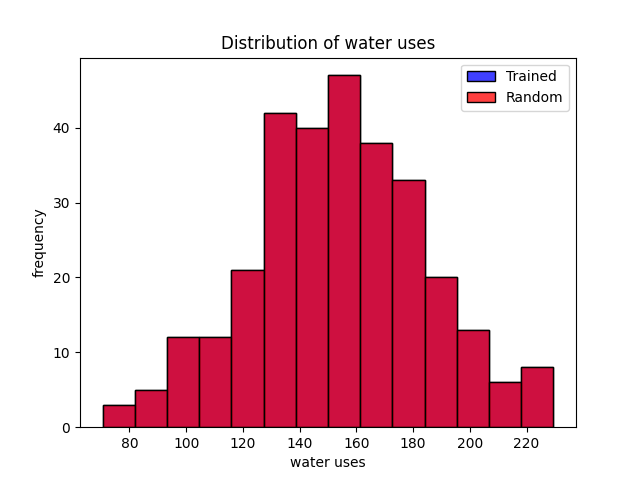 Distribution of water uses
Trained
Random
frequency
40
30
20
10
0
80 100 120 140 160 180 200 220
water uses